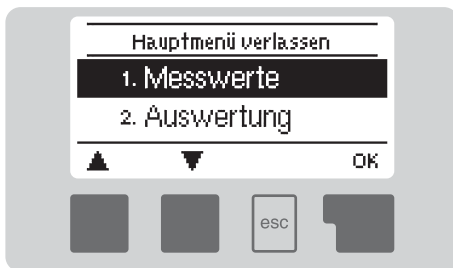 Hauptmenü verlassen
1. Messwerte
2. Auswertung
OK
esc